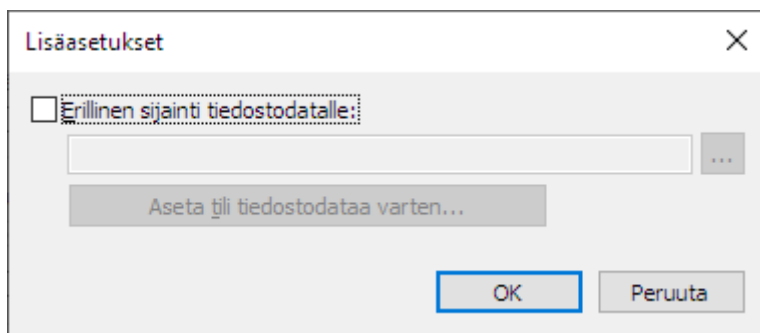 Lisäasetukset
Erillinen sijainti tiedostodatalle:
...
Aseta tili tiedostodataa varten...
OK Peruuta